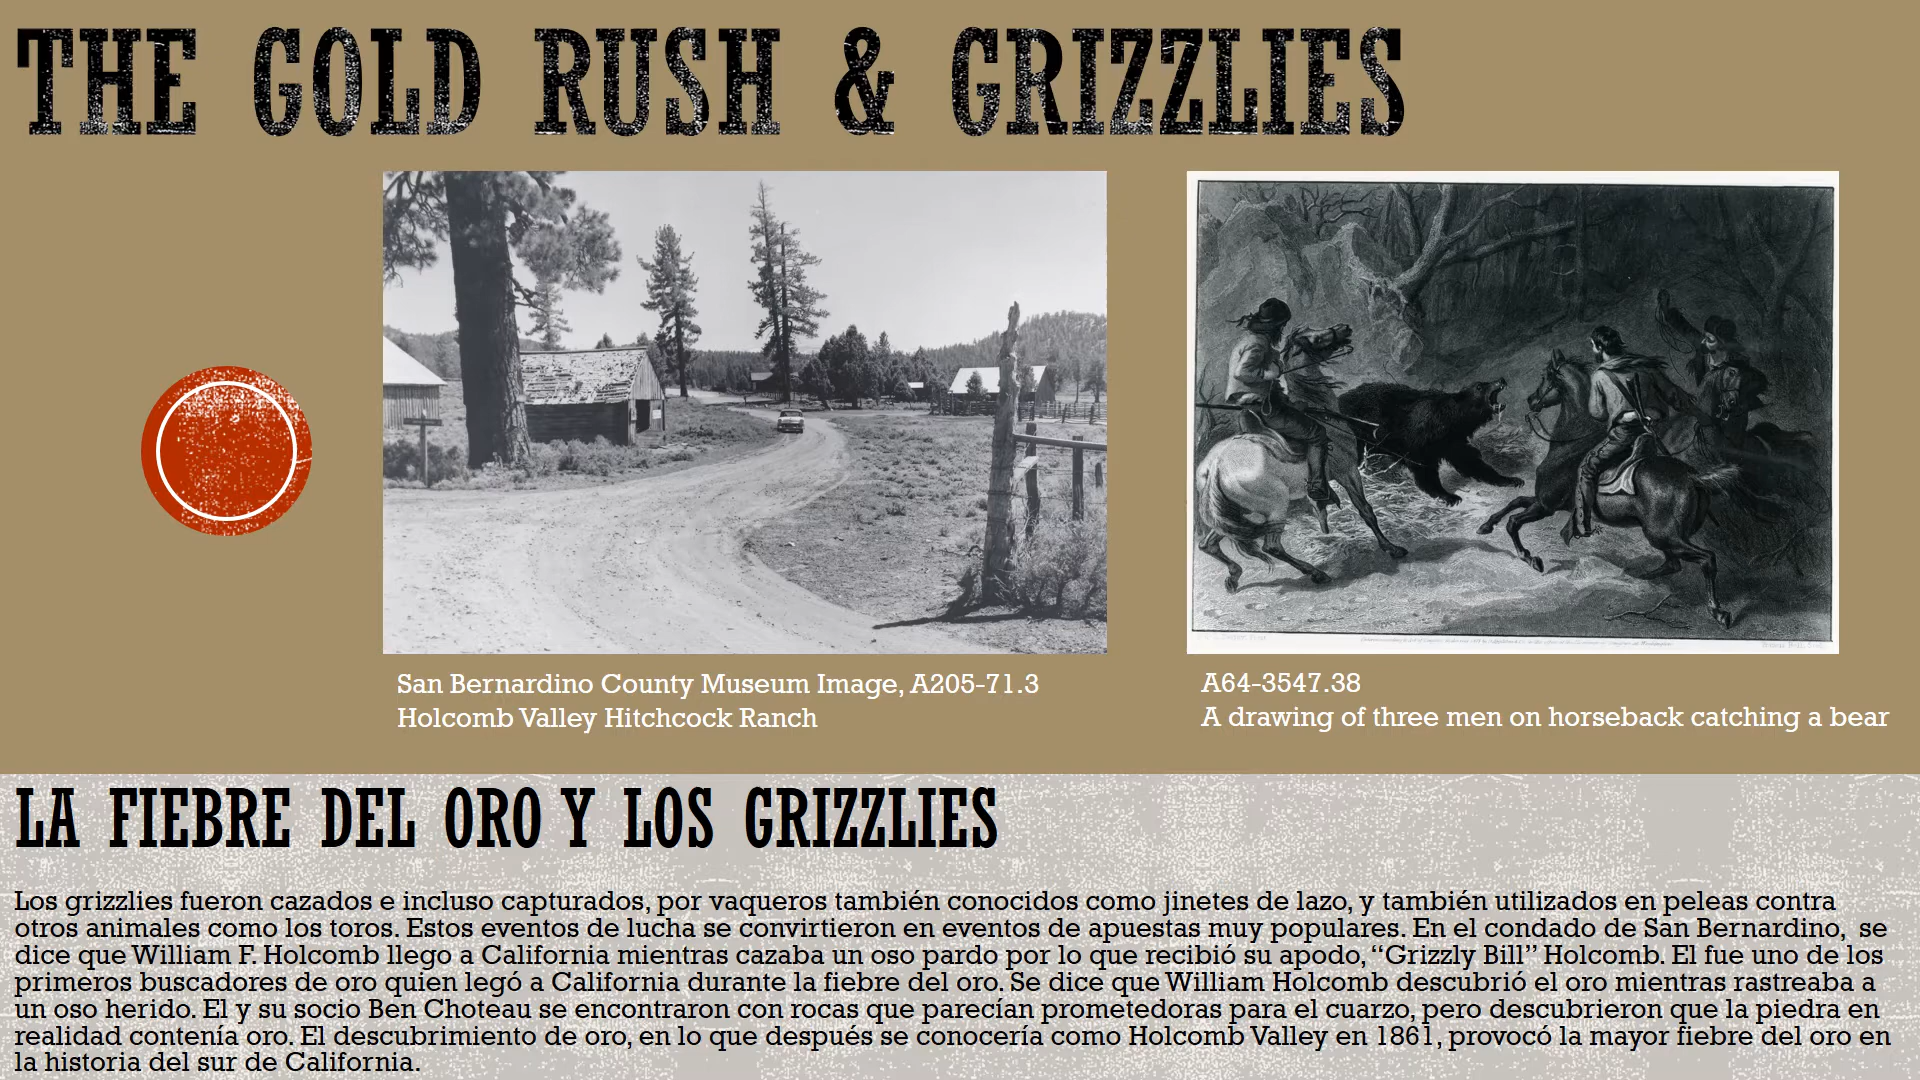 THE GOLD RUSH & GRIZZLIES
San Bernardino County Museum Image, A205-71.3
Holcomb Valley Hitchcock Ranch
A64-3547.38
A drawing of three men on horseback catching a bear
LA FIEBRE DEL ORO Y LOS GRIZZLIES
Los grizzlies fueron cazados e incluso capturados, por vaqueros también conocidos como jinetes de lazo, y también utilizados en peleas contra
otros animales como los toros. Estos eventos de lucha se convirtieron en eventos de apuestas muy populares. En el condado de San Bernardino, se
dice que William F. Holcomb llego a California mientras cazaba un oso pardo por lo que recibió su apodo, “Grizzly Bill” Holcomb. El fue uno de los
primeros buscadores de oro quien legó a California durante la fiebre del oro. Se dice que William Holcomb descubrió el oro mientras rastreaba a
un oso herido. El y su socio Ben Choteau se encontraron con rocas que parecían prometedoras para el cuarzo, pero descubrieron que la piedra en
realidad contenía oro. El descubrimiento de oro, en lo que después se conocería como Holcomb Valley en 1861, provocó la mayor fiebre del oro en
la historia del sur de California.